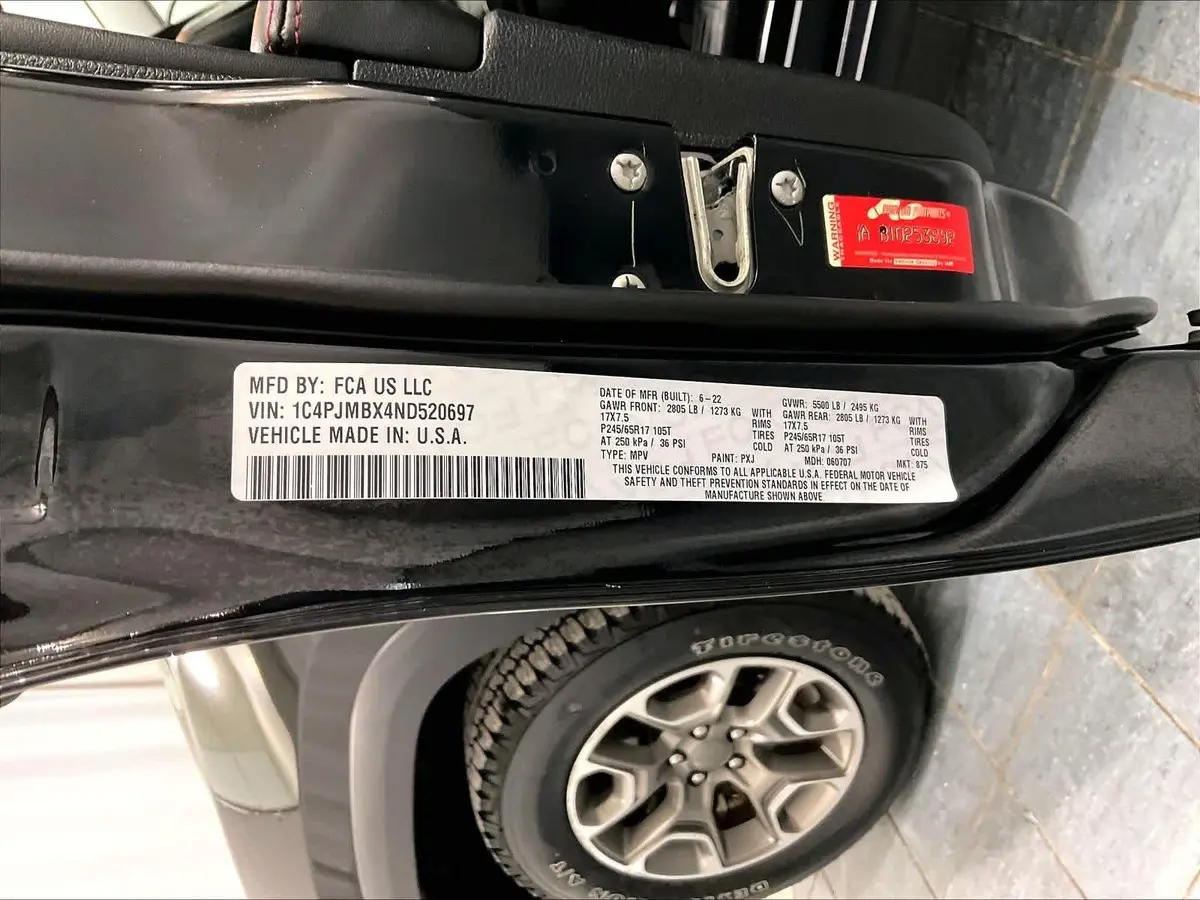 WARNING
YA B10253992
MFD BY: FCA US LLC
VIN: 1C4PJMBX4ND520697
VEHICLE MADE IN: U.S.A.
DATE OF MFR (BUILT): 6-22
GVWR: 5500 LB / 2495 KG
GAWR FRONT: 2805 LB / 1273 KG WITH
GAWR REAR: 2805 LB / 1273 KG WITH
17X7.5 RIMS
17X7.5 RIMS
P245/65R17 105T TIRES
P245/65R17 105T TIRES
AT 250 kPa / 36 PSI COLD
AT 250 kPa / 36 PSI COLD
TYPE: MPV PAINT: PXJ MDH: 060707 MKT: 875
THIS VEHICLE CONFORMS TO ALL APPLICABLE U.S.A. FEDERAL MOTOR VEHICLE
SAFETY AND THEFT PREVENTION STANDARDS IN EFFECT ON THE DATE OF
MANUFACTURE SHOWN ABOVE
Firestone
A/T